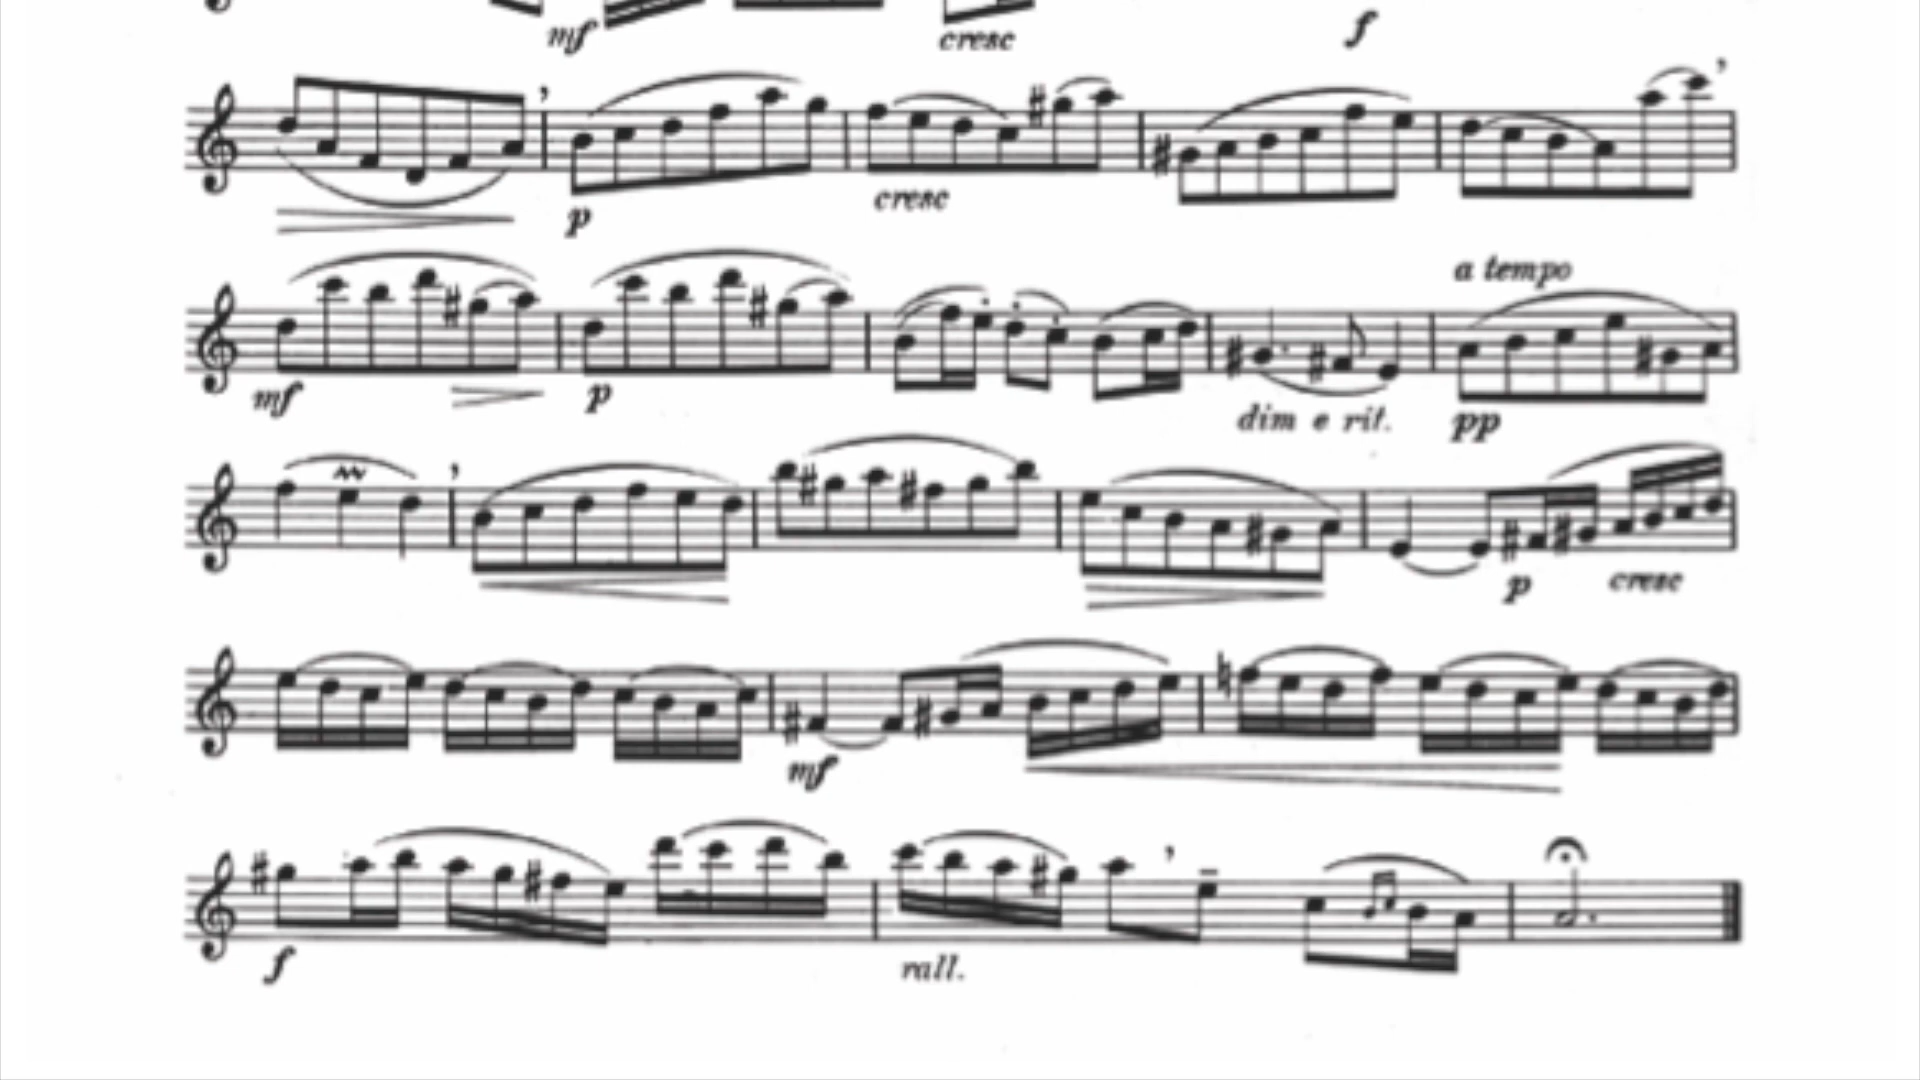 mf cresc f
p cresc
a tempo
mf p dim e rit. pp
p cresc
mf
f rall.